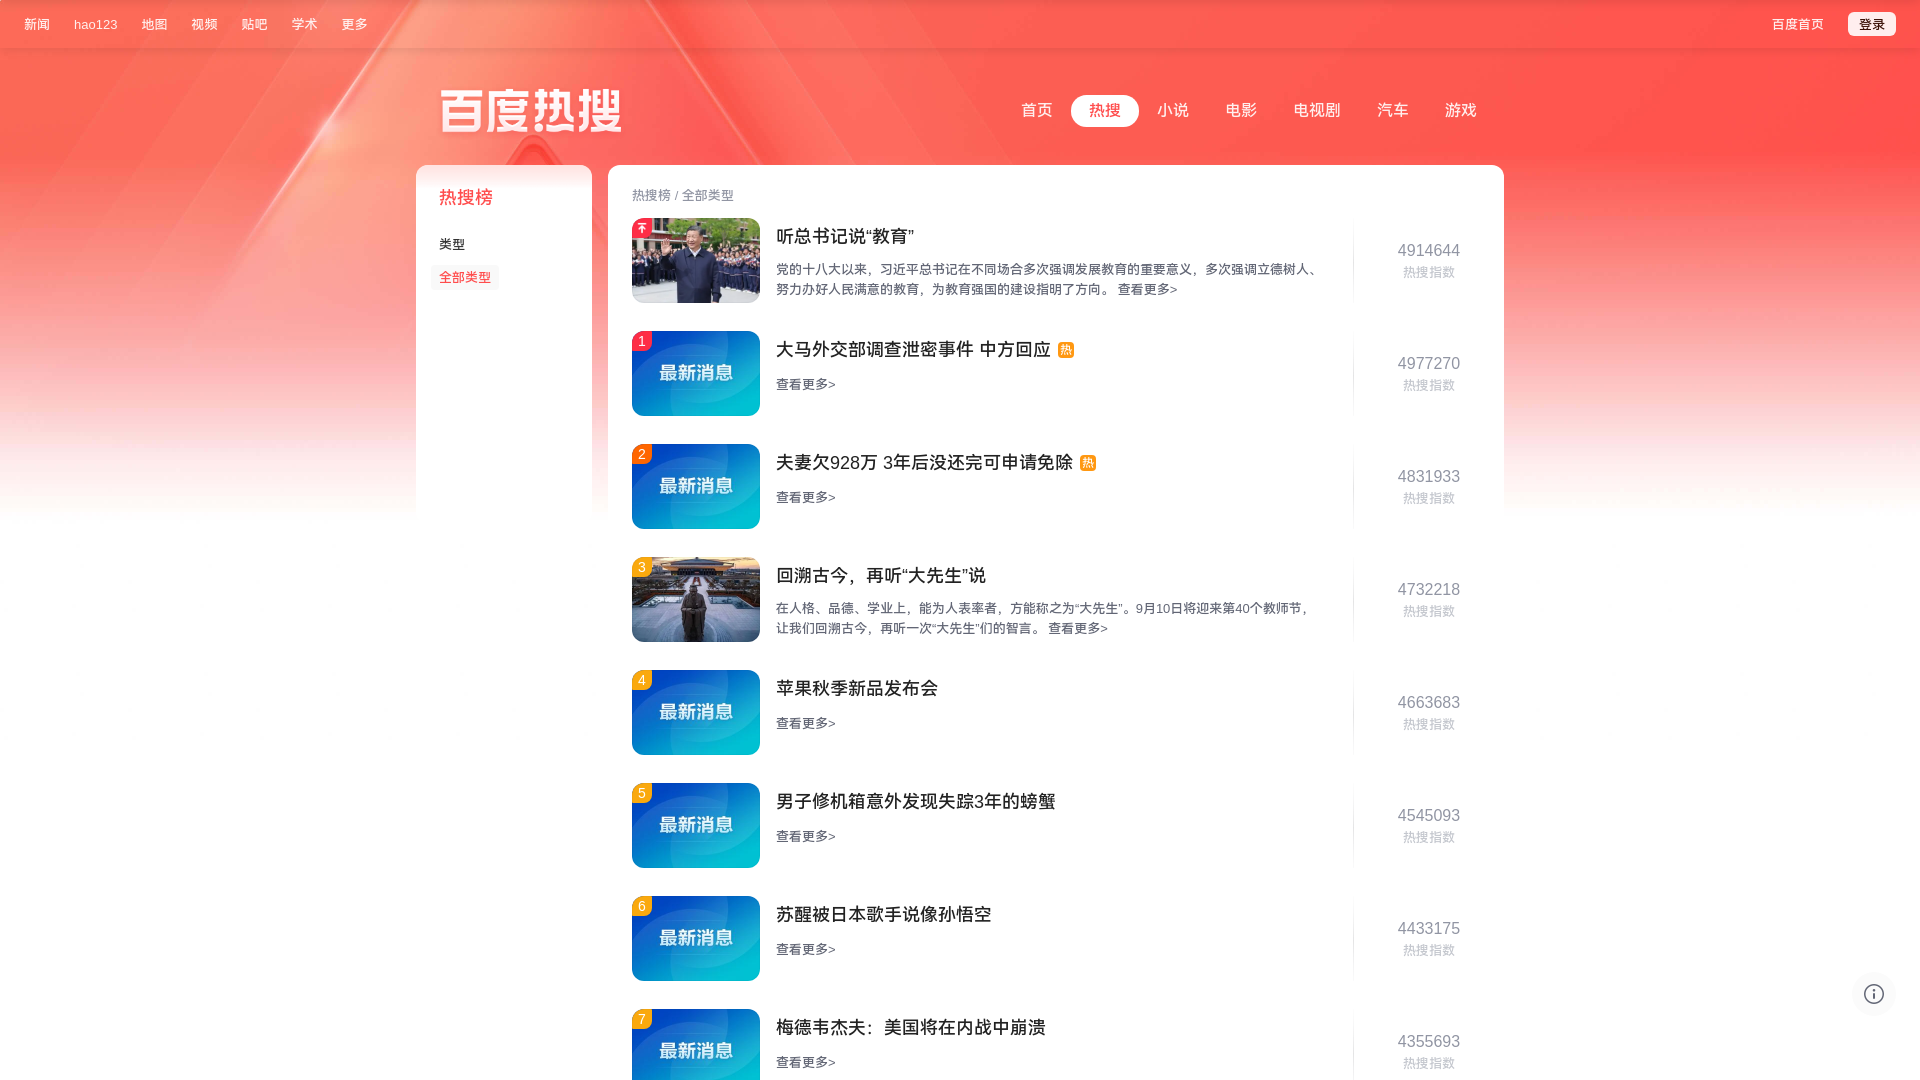 新闻 hao123 地图 视频 贴吧 学术 更多 百度首页 登录
百度热搜
首页 热搜 小说 电影 电视剧 汽车 游戏
热搜榜
类型
全部类型
热搜榜 / 全部类型
听总书记说“教育”
党的十八大以来，习近平总书记在不同场合多次强调发展教育的重要意义，多次强调立德树人、
努力办好人民满意的教育，为教育强国的建设指明了方向。 查看更多>
4914644
热搜指数
1
最新消息
大马外交部调查泄密事件 中方回应 热
查看更多>
4977270
热搜指数
2
最新消息
夫妻欠928万 3年后没还完可申请免除 热
查看更多>
4831933
热搜指数
3
回溯古今，再听“大先生”说
在人格、品德、学业上，能为人表率者，方能称之为“大先生”。9月10日将迎来第40个教师节，
让我们回溯古今，再听一次“大先生”们的智言。 查看更多>
4732218
热搜指数
4
最新消息
苹果秋季新品发布会
查看更多>
4663683
热搜指数
5
最新消息
男子修机箱意外发现失踪3年的螃蟹
查看更多>
4545093
热搜指数
6
最新消息
苏醒被日本歌手说像孙悟空
查看更多>
4433175
热搜指数
7
最新消息
梅德韦杰夫：美国将在内战中崩溃
查看更多>
4355693
热搜指数